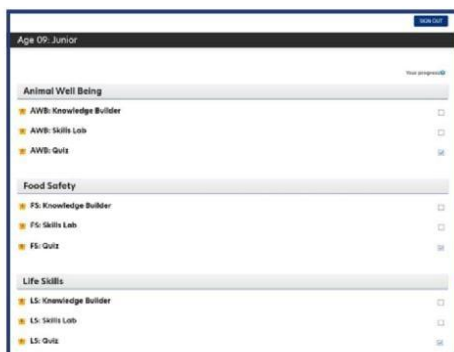 SIGN OUT
Age 09: Junior
Your progress
Animal Well Being
AWB: Knowledge Builder
AWB: Skills Lab
AWB: Quiz
Food Safety
FS: Knowledge Builder
FS: Skills Lab
FS: Quiz
Life Skills
LS: Knowledge Builder
LS: Skills Lab
LS: Quiz